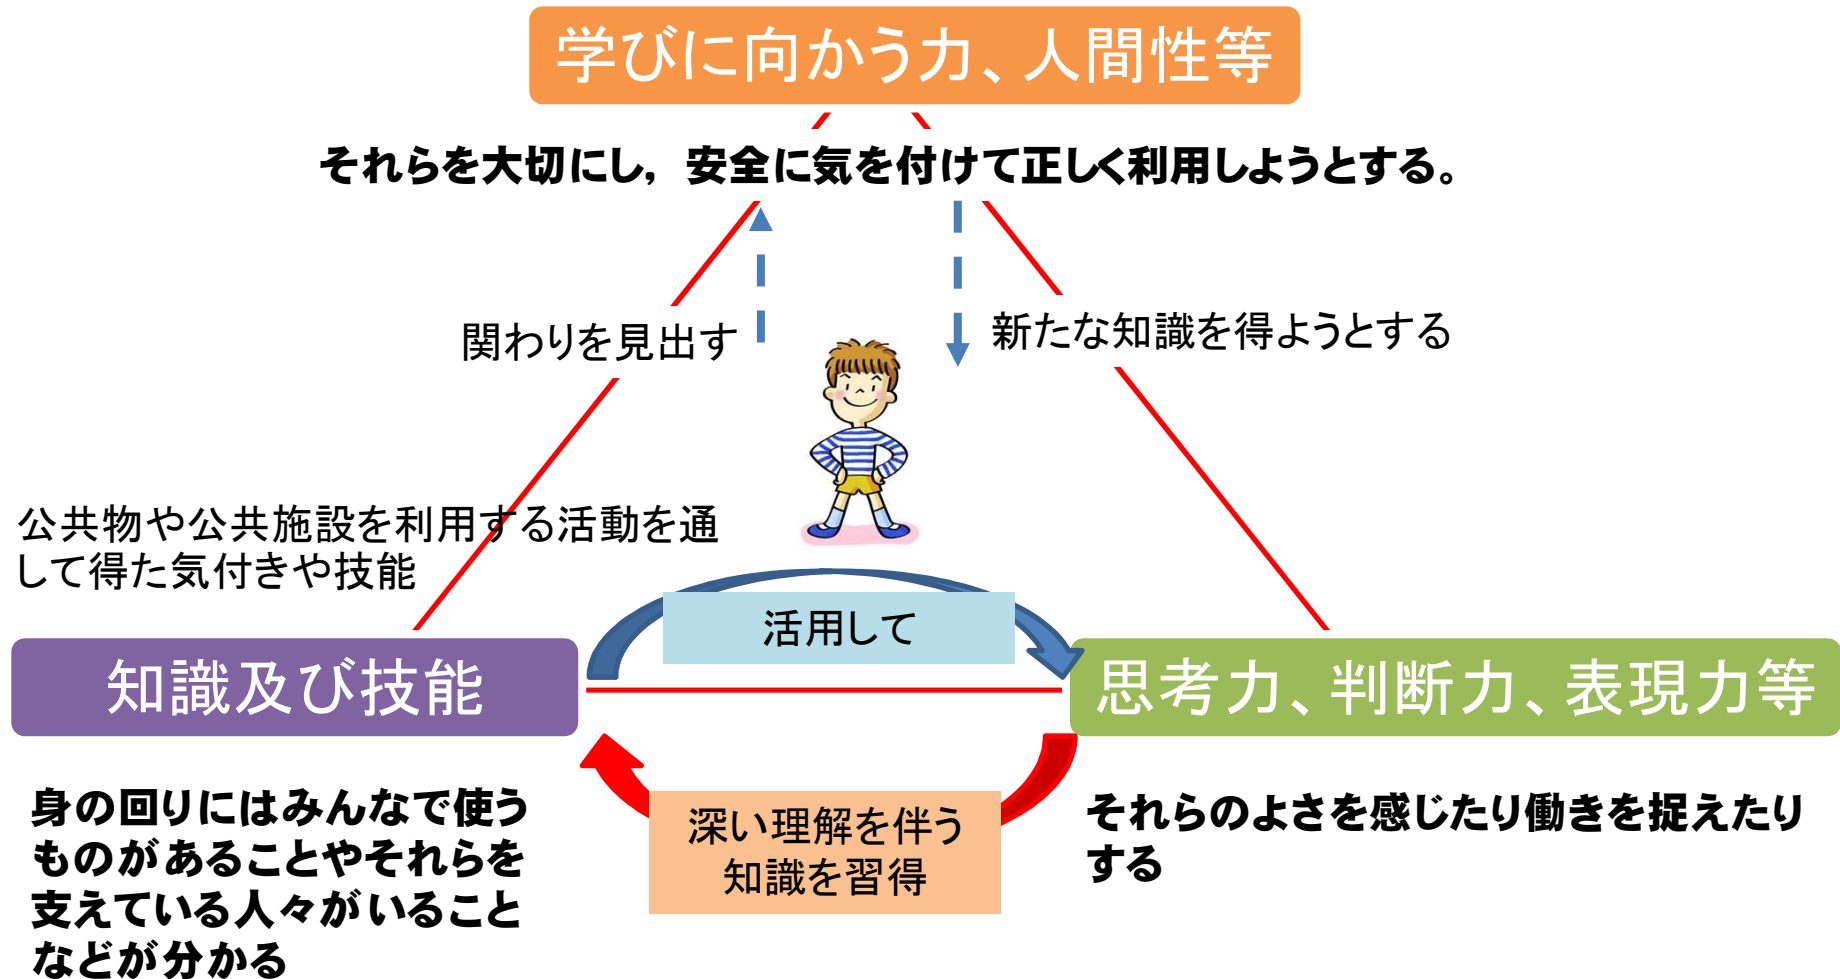 学びに向かう力、人間性等
それらを大切にし，安全に気を付けて正しく利用しようとする。
関わりを見出す
新たな知識を得ようとする
公共物や公共施設を利用する活動を通
して得た気付きや技能
活用して
知識及び技能
思考力、判断力、表現力等
深い理解を伴う
知識を習得
身の回りにはみんなで使う
ものがあることやそれらを
支えている人々がいること
などが分かる
それらのよさを感じたり働きを捉えたり
する